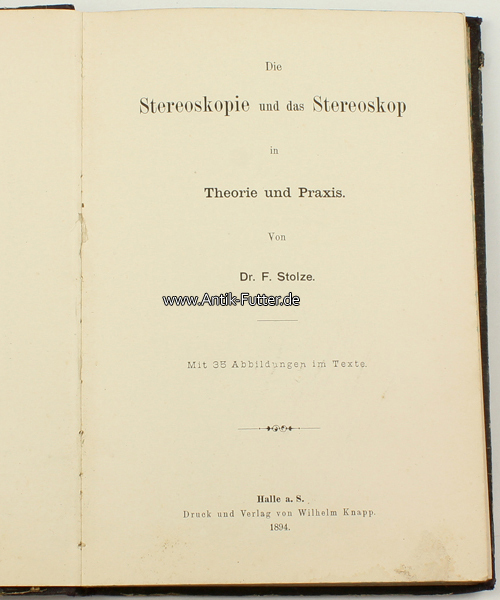 Die
Stereoskopie und das Stereoskop
in
Theorie und Praxis.
Von
Dr. F. Stolze.
www.Antik-Futter.de
Mit 35 Abbildungen im Texte.
Halle a. S.
Druck und Verlag von Wilhelm Knapp.
1894.